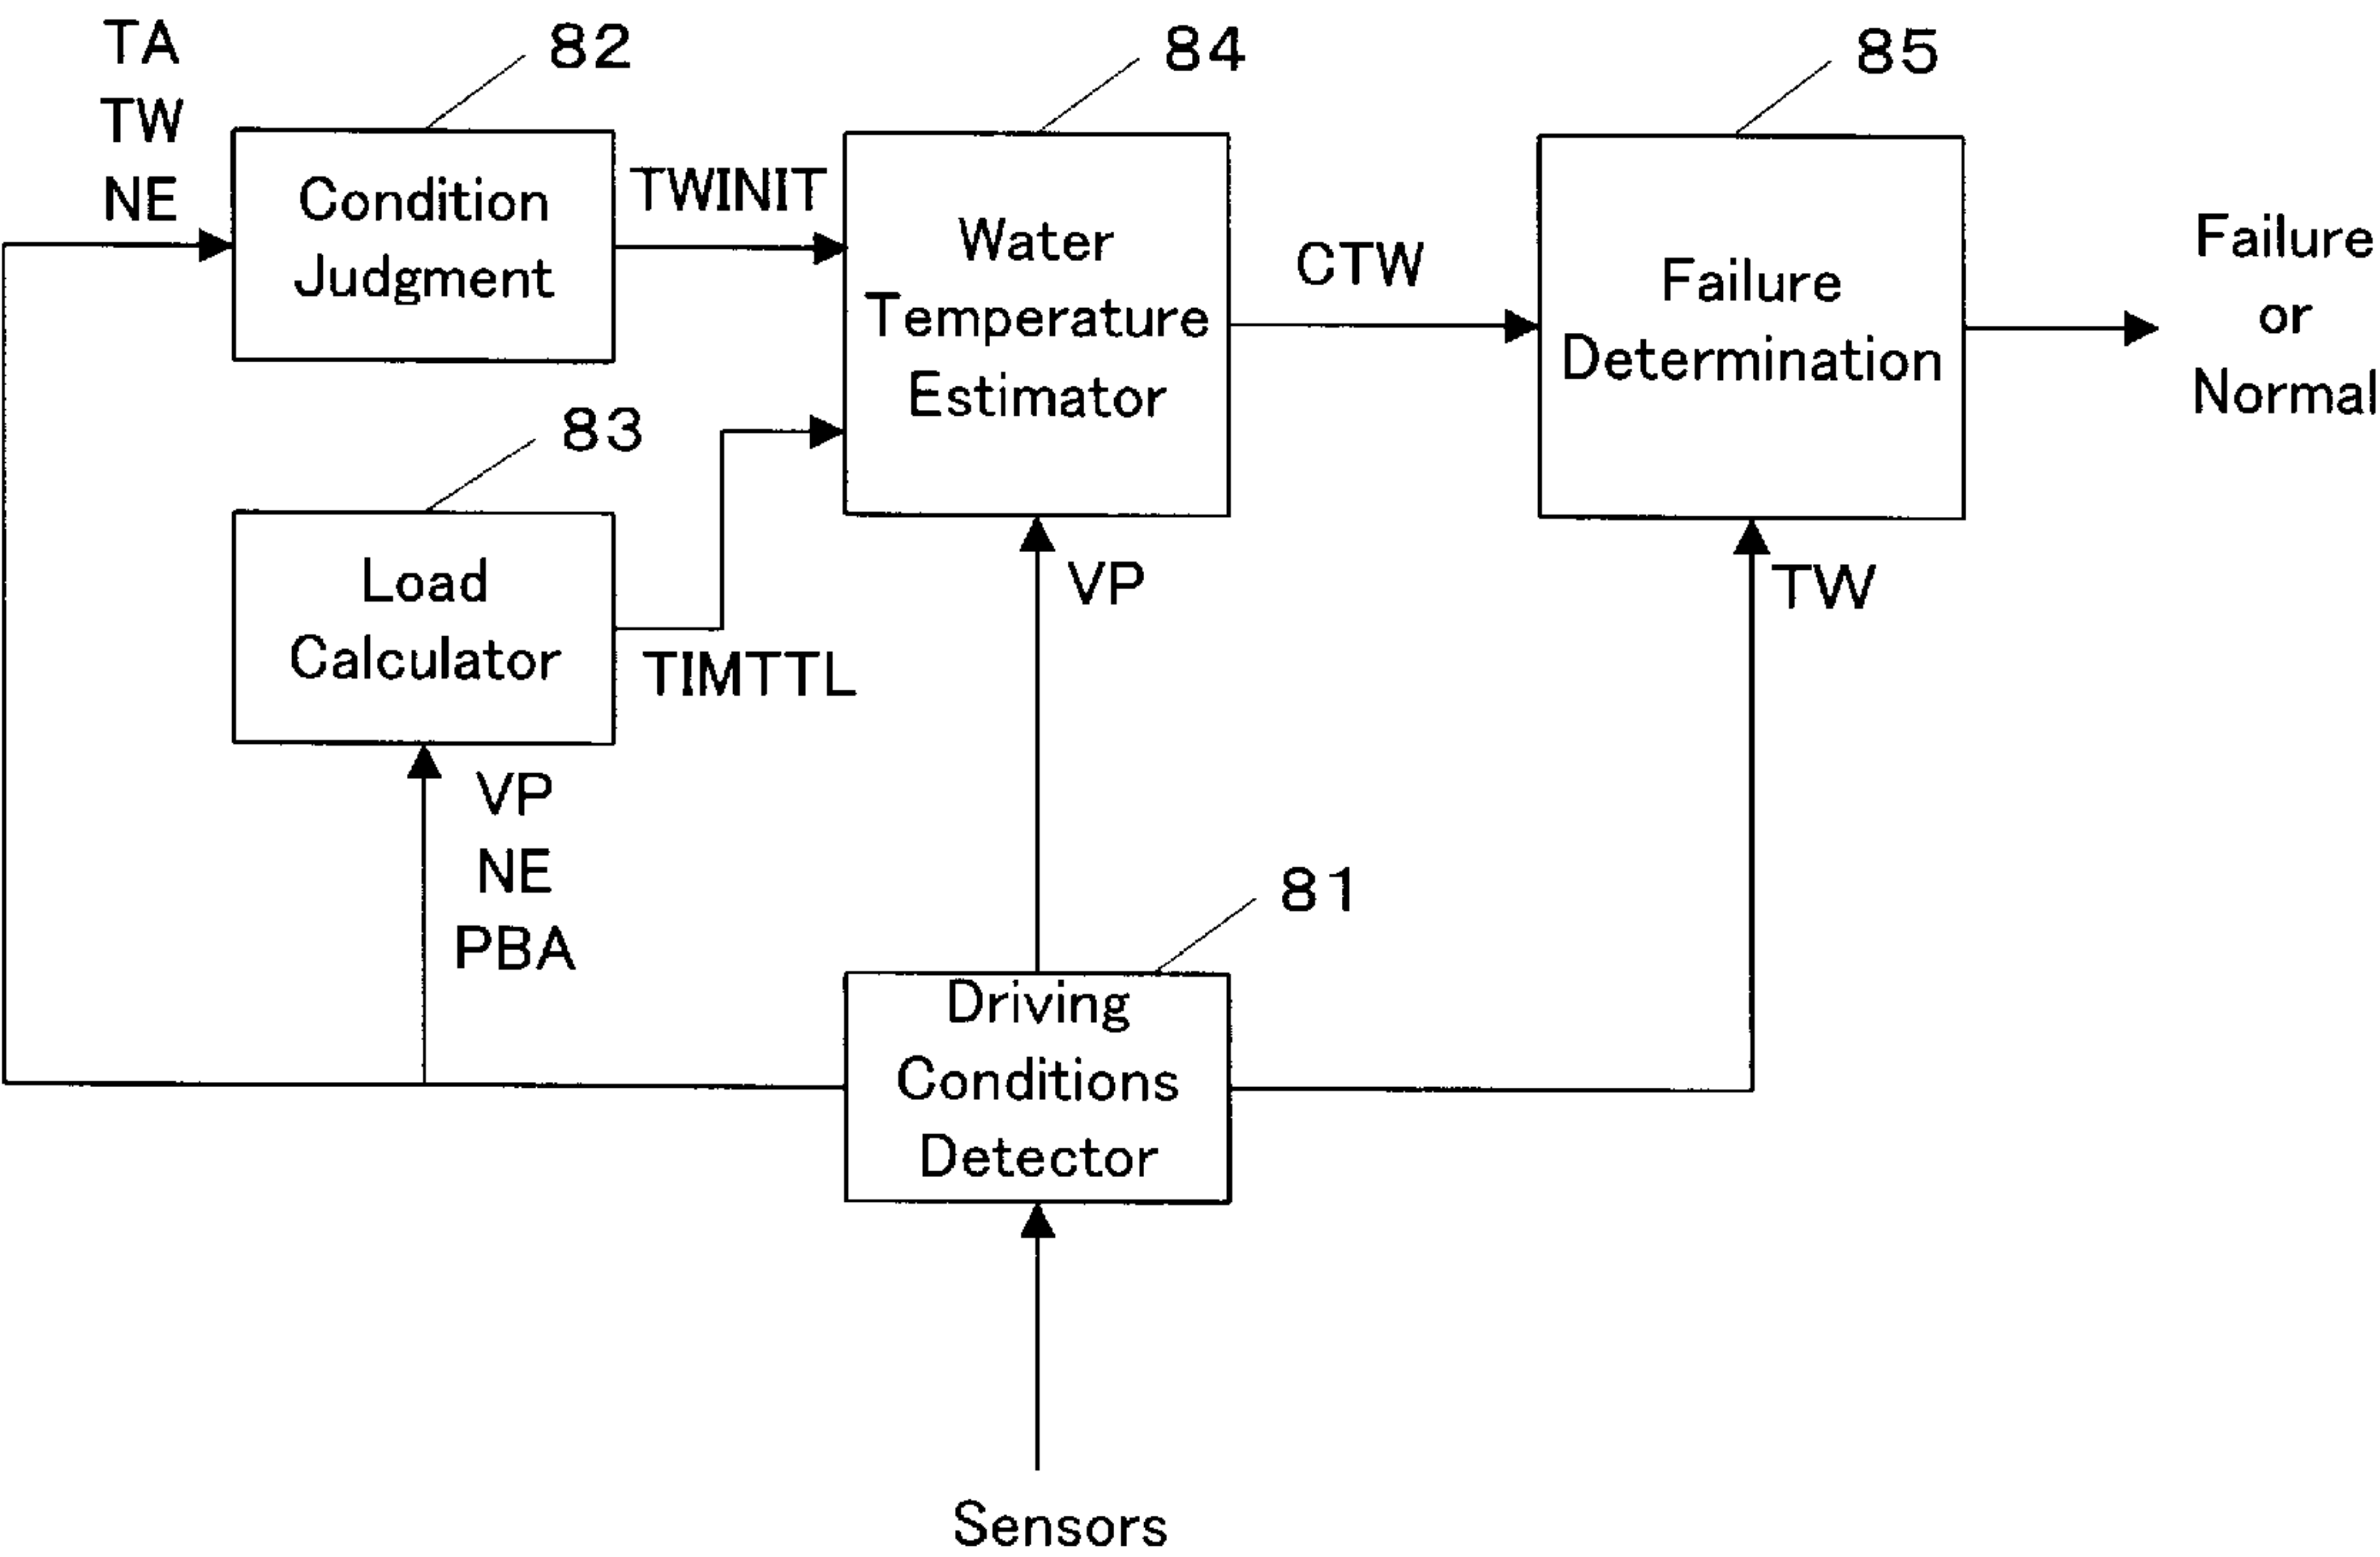 TA
TW
NE
82
Condition
Judgment
TWINIT
84
Water
Temperature
Estimator
CTW
85
Failure
Determination
Failure
or
Normal
83
Load
Calculator
TIMTTL
VP
TW
VP
NE
PBA
81
Driving
Conditions
Detector
Sensors